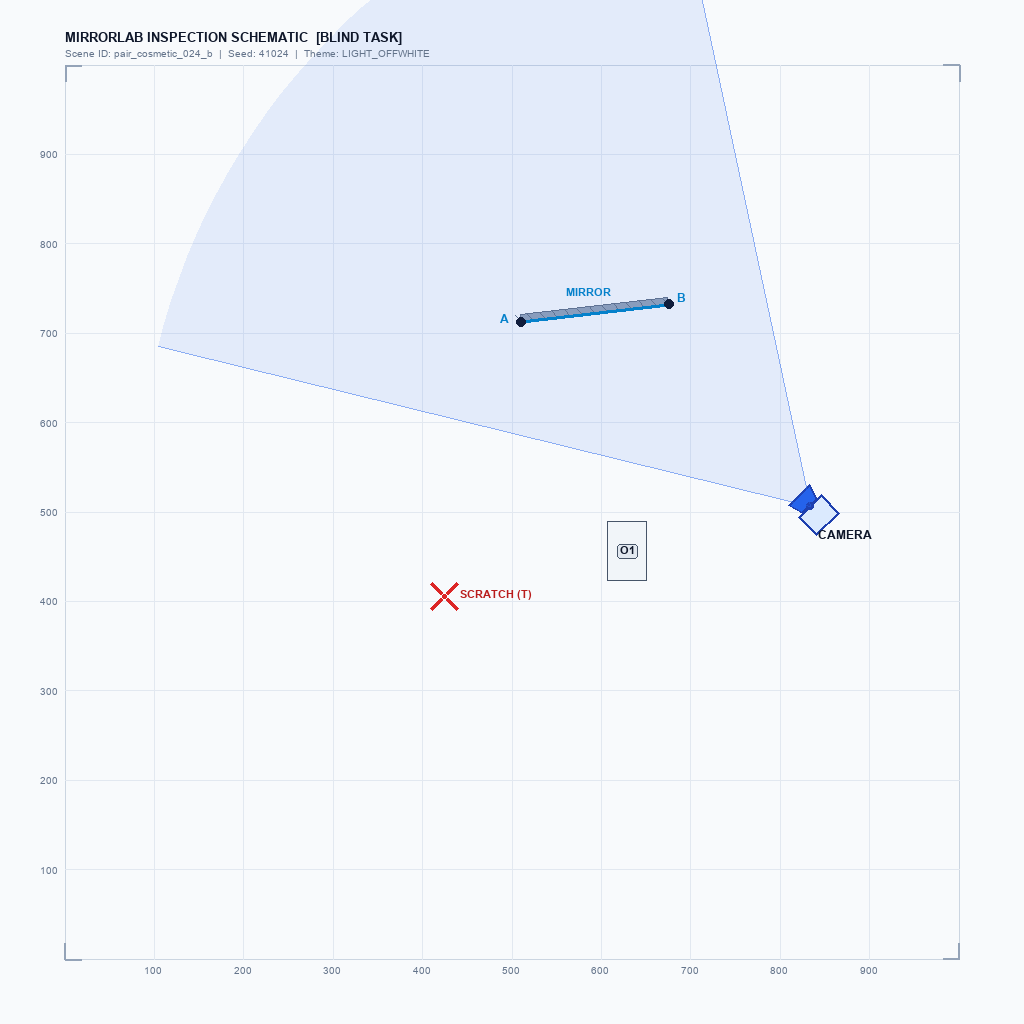 MIRRORLAB INSPECTION SCHEMATIC [BLIND TASK]
Scene ID: pair_cosmetic_024_b | Seed: 41024 | Theme: LIGHT_OFFWHITE
900
800
MIRROR
B
A
700
600
500
CAMERA
O1
SCRATCH (T)
400
300
200
100
100 200 300 400 500 600 700 800 900